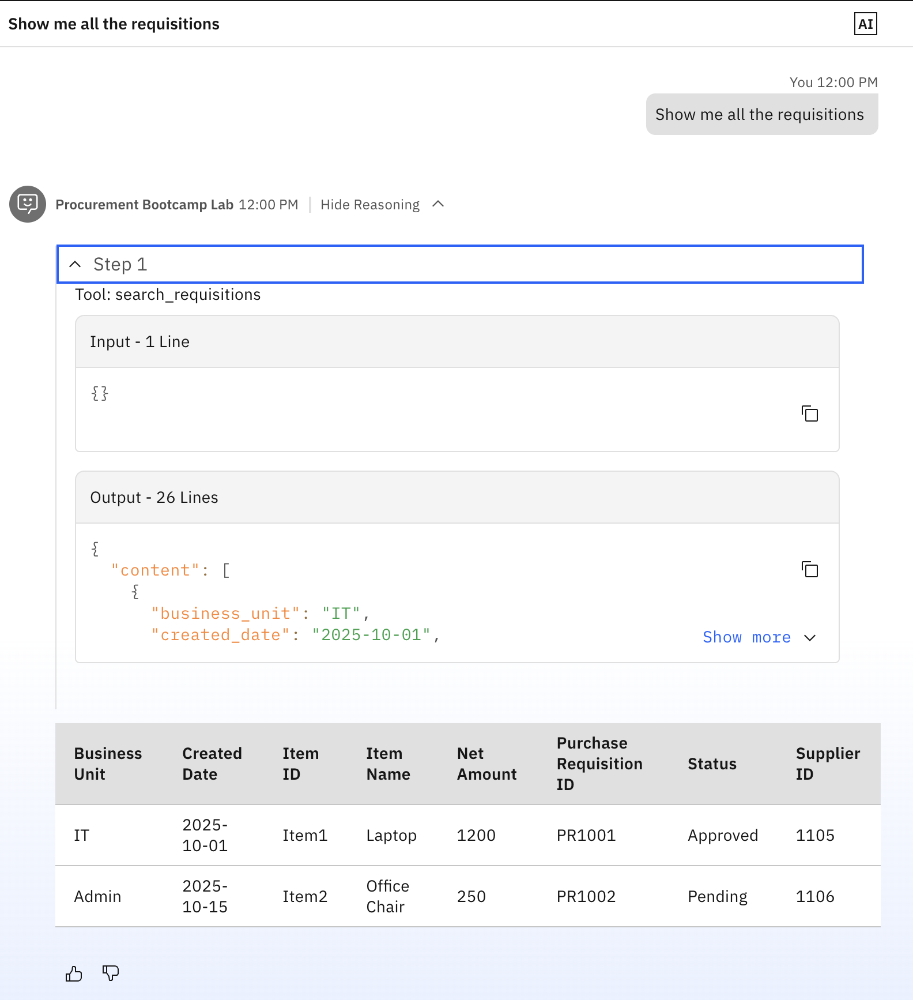 Show me all the requisitions
AI
You 12:00 PM
Show me all the requisitions
Procurement Bootcamp Lab 12:00 PM | Hide Reasoning
Step 1
Tool: search_requisitions
Input - 1 Line
{}
Output - 26 Lines
{
"content": [
{
"business_unit": "IT",
"created_date": "2025-10-01",
Show more
Business Unit Created Date Item ID Item Name Net Amount Purchase Requisition ID Status Supplier ID
IT 2025-10-01 Item1 Laptop 1200 PR1001 Approved 1105
Admin 2025-10-15 Item2 Office Chair 250 PR1002 Pending 1106